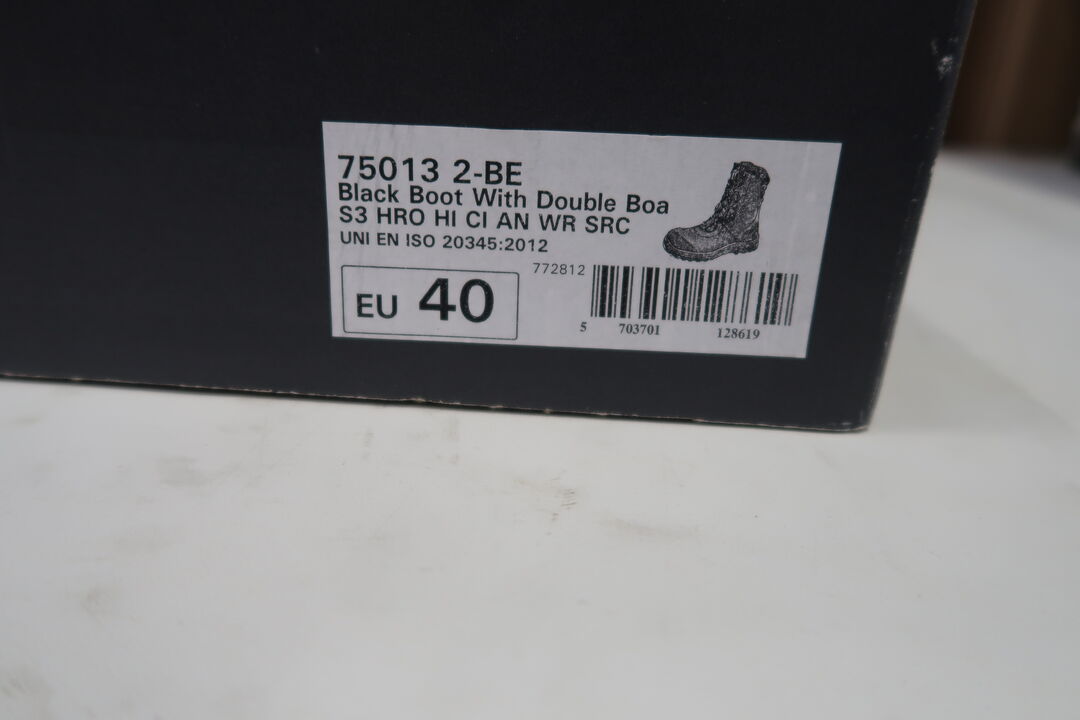 75013 2-BE
Black Boot With Double Boa
S3 HRO HI CI AN WR SRC
UNI EN ISO 20345:2012
EU 40
772812
5 703701 128619